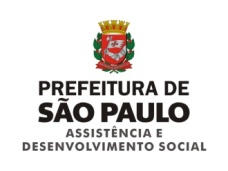 PREFEITURA DE
SÃO PAULO
ASSISTÊNCIA E
DESENVOLVIMENTO SOCIAL